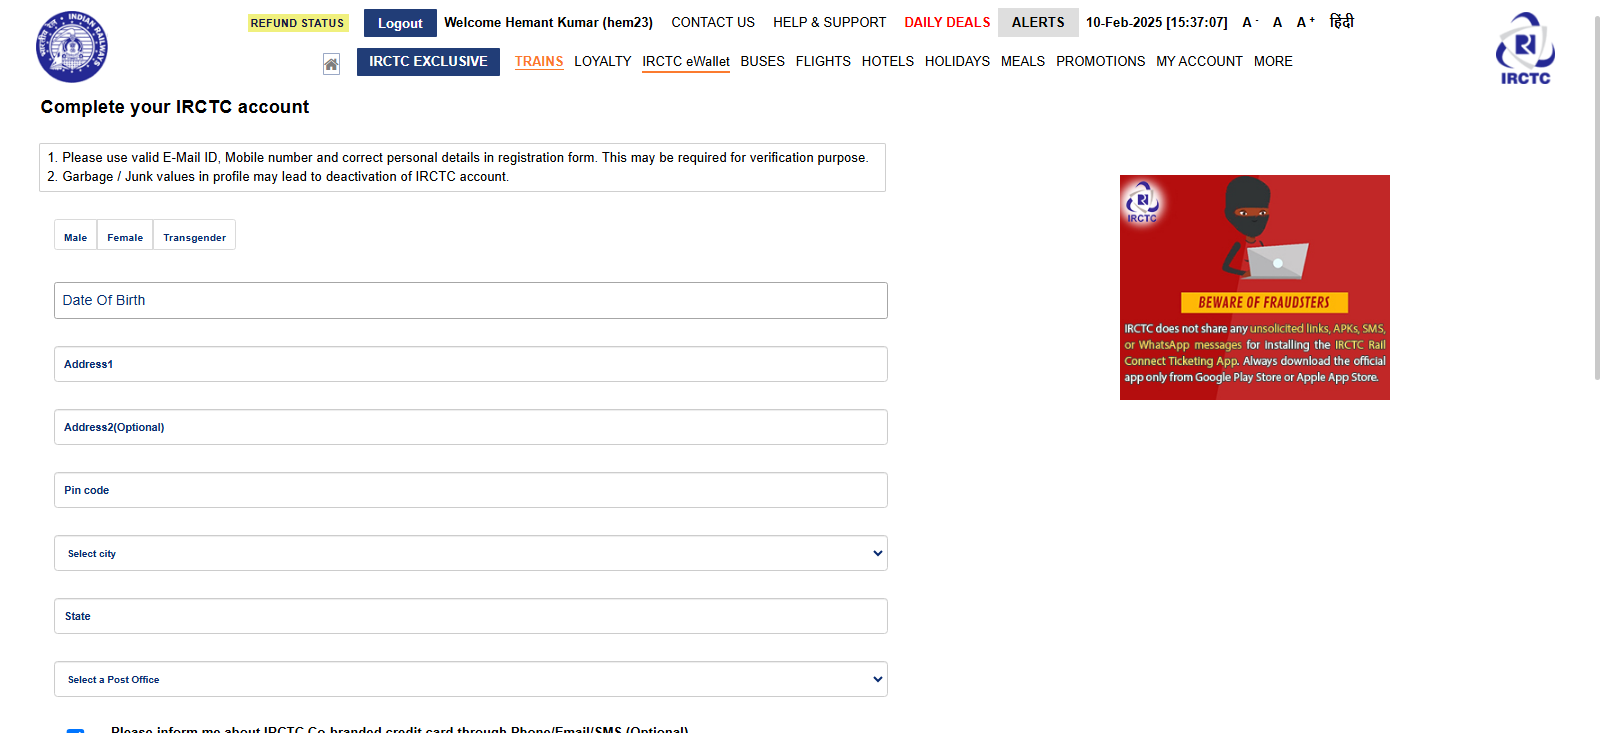 REFUND STATUS Logout Welcome Hemant Kumar (hem23) CONTACT US HELP & SUPPORT DAILY DEALS ALERTS 10-Feb-2025 [15:37:07] A - A A + हिंदी
IRCTC EXCLUSIVE TRAINS LOYALTY IRCTC eWallet BUSES FLIGHTS HOTELS HOLIDAYS MEALS PROMOTIONS MY ACCOUNT MORE
INDIAN RAILWAYS
भारतीय रेल
IRCTC
Complete your IRCTC account
1. Please use valid E-Mail ID, Mobile number and correct personal details in registration form. This may be required for verification purpose.
2. Garbage / Junk values in profile may lead to deactivation of IRCTC account.
Male Female Transgender
Date Of Birth
Address1
Address2(Optional)
Pin code
Select city
State
Select a Post Office
Please inform me about IRCTC Co-branded credit card through Phone/Email/SMS (Optional)
IRCTC
BEWARE OF FRAUDSTERS
IRCTC does not share any unsolicited links, APKs, SMS,
or WhatsApp messages for installing the IRCTC Rail
Connect Ticketing App. Always download the official
app only from Google Play Store or Apple App Store.